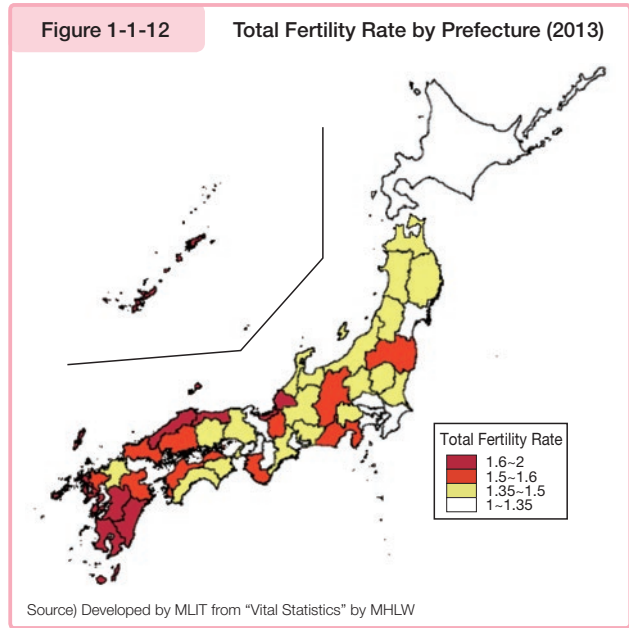 Figure 1-1-12
Total Fertility Rate by Prefecture (2013)
Total Fertility Rate
1.6~2
1.5~1.6
1.35~1.5
1~1.35
Source) Developed by MLIT from “Vital Statistics” by MHLW